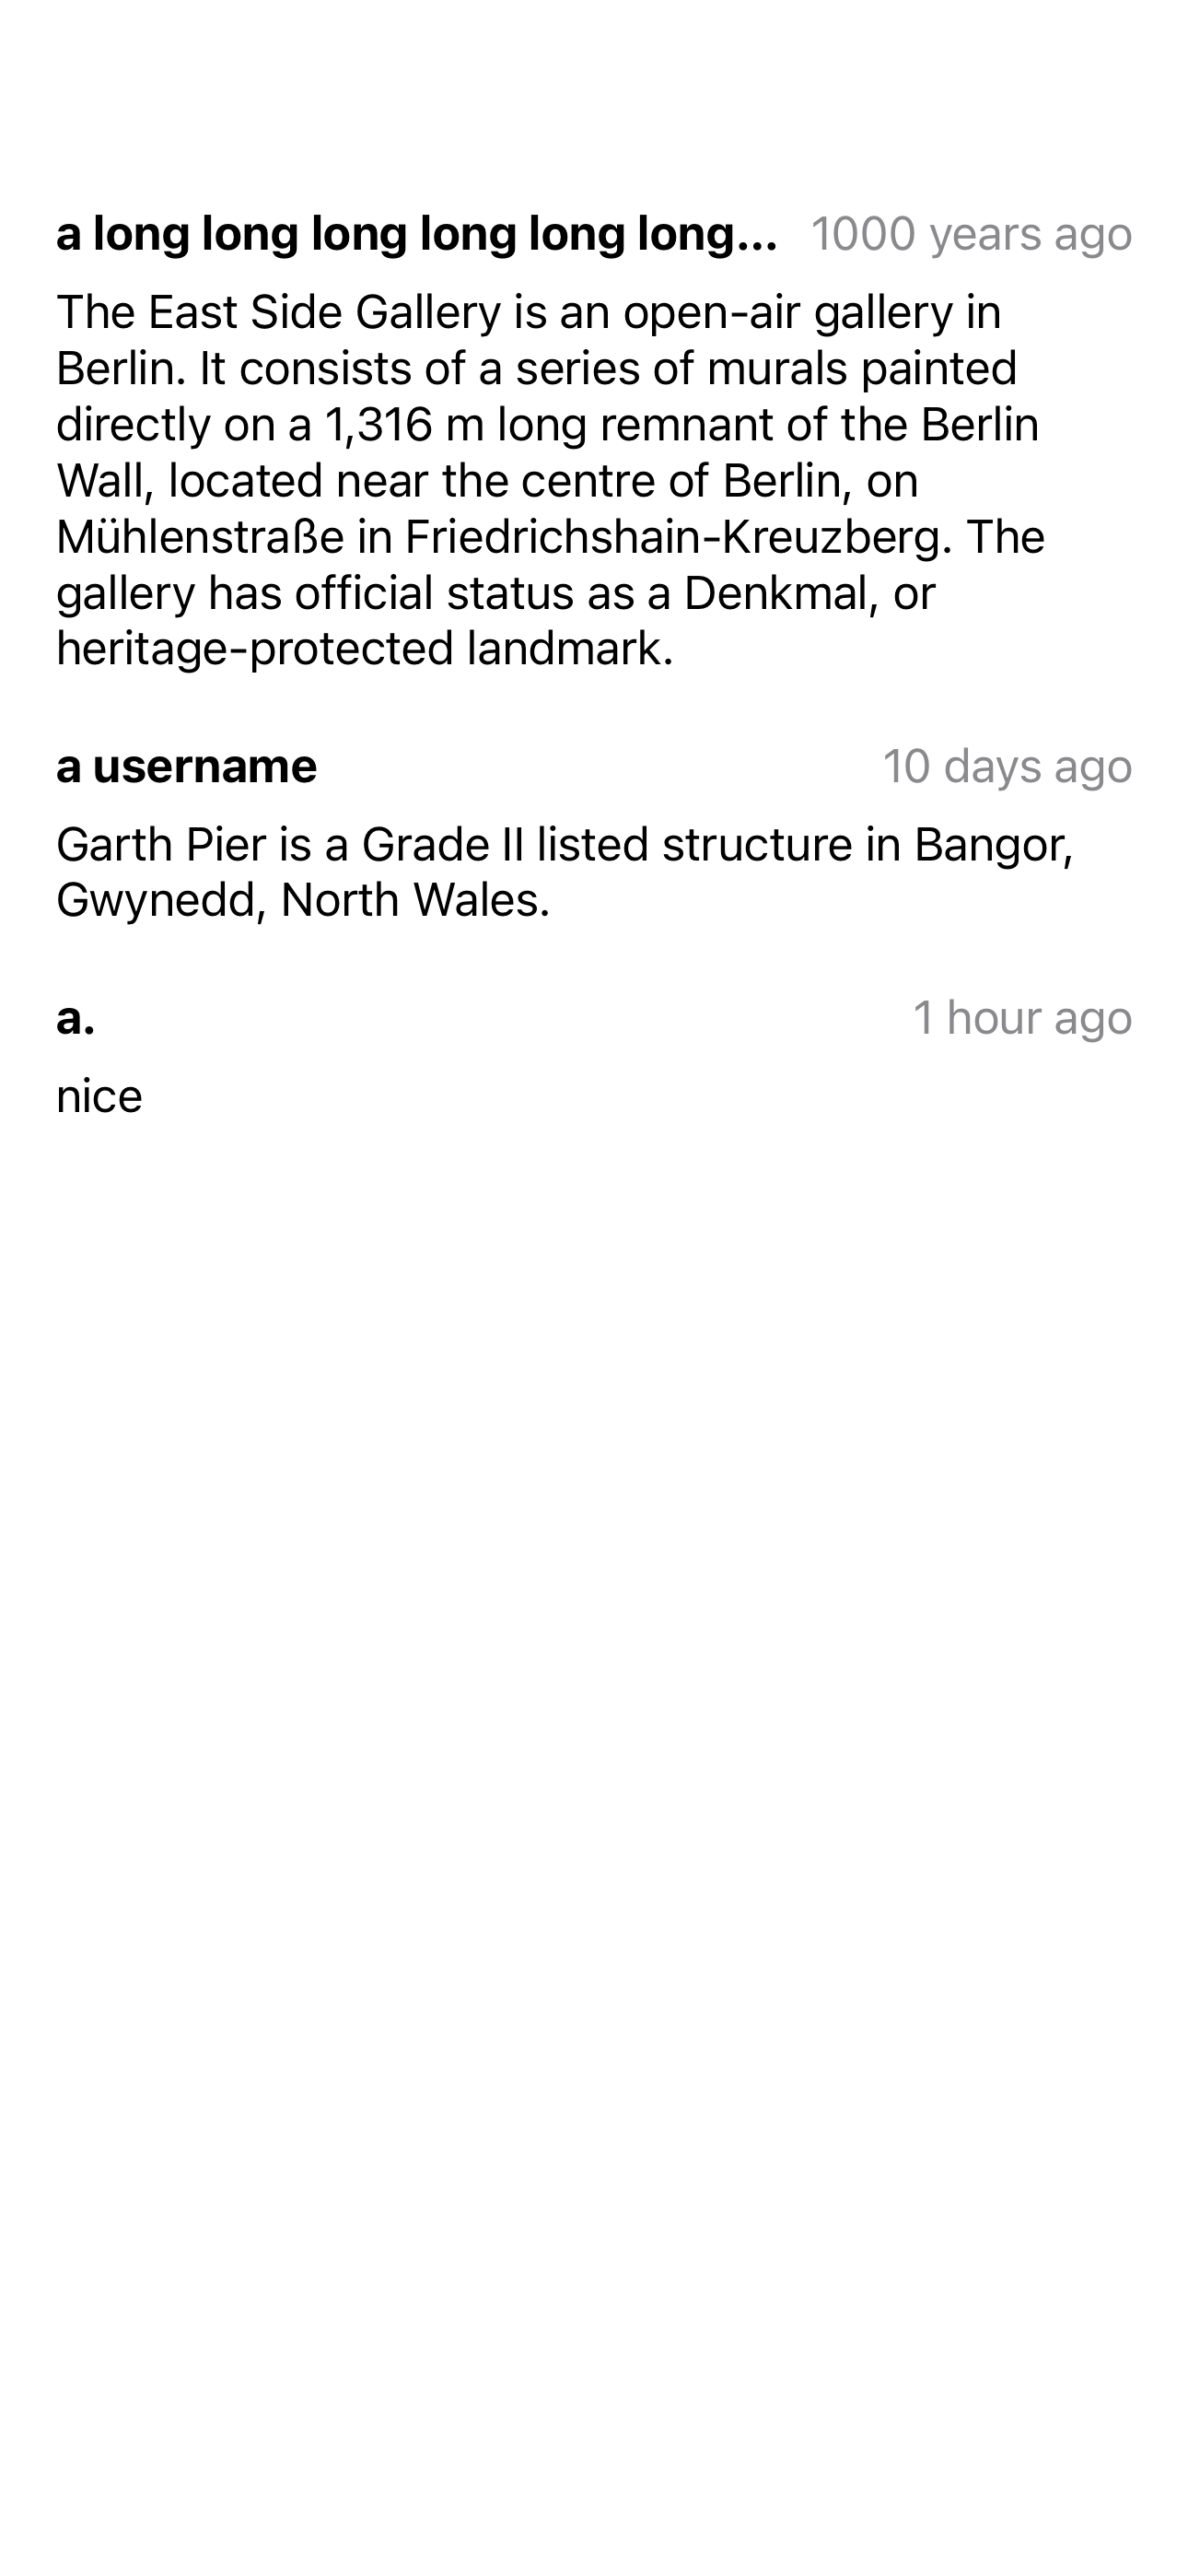 a long long long long long long... 1000 years ago
The East Side Gallery is an open-air gallery in
Berlin. It consists of a series of murals painted
directly on a 1,316 m long remnant of the Berlin
Wall, located near the centre of Berlin, on
Mühlenstraße in Friedrichshain-Kreuzberg. The
gallery has official status as a Denkmal, or
heritage-protected landmark.
a username 10 days ago
Garth Pier is a Grade II listed structure in Bangor,
Gwynedd, North Wales.
a. 1 hour ago
nice